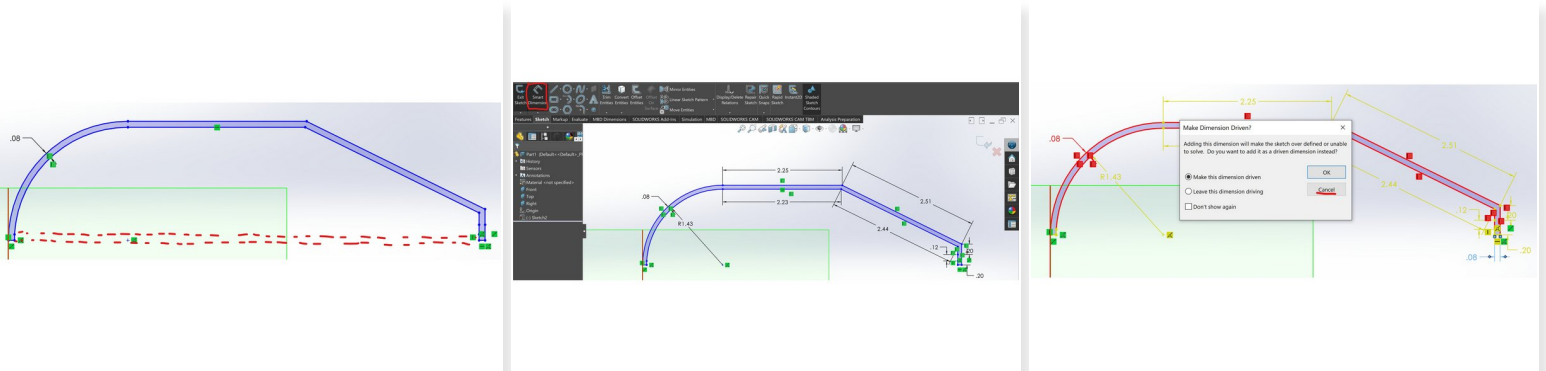 .08
Exit
Sketch
Smart
Dimension
Trim
Entities
Convert
Entities
Offset
Entities
Offset
On
Surface
Mirror Entities
Linear Sketch Pattern
Move Entities
Display/Delete
Relations
Repair
Sketch
Quick
Snaps
Rapid
Sketch
Instant2D
Shaded
Sketch
Contours
Features Sketch Markup Evaluate MBD Dimensions SOLIDWORKS Add-Ins Simulation MBD SOLIDWORKS CAM SOLIDWORKS CAM TBM Analysis Preparation
History
Sensors
Annotations
Material <not specified>
Front
Top
Right
Origin
2.25
2.23
.08
R1.43
2.51
2.44
.12
.20
.20
2.25
.08
R1.43
2.51
2.44
.12
.20
.20
.08
Make Dimension Driven?
Adding this dimension will make the sketch over defined or unable
to solve. Do you want to add it as a driven dimension instead?
Make this dimension driven
Leave this dimension driving
Don't show again
OK
Cancel